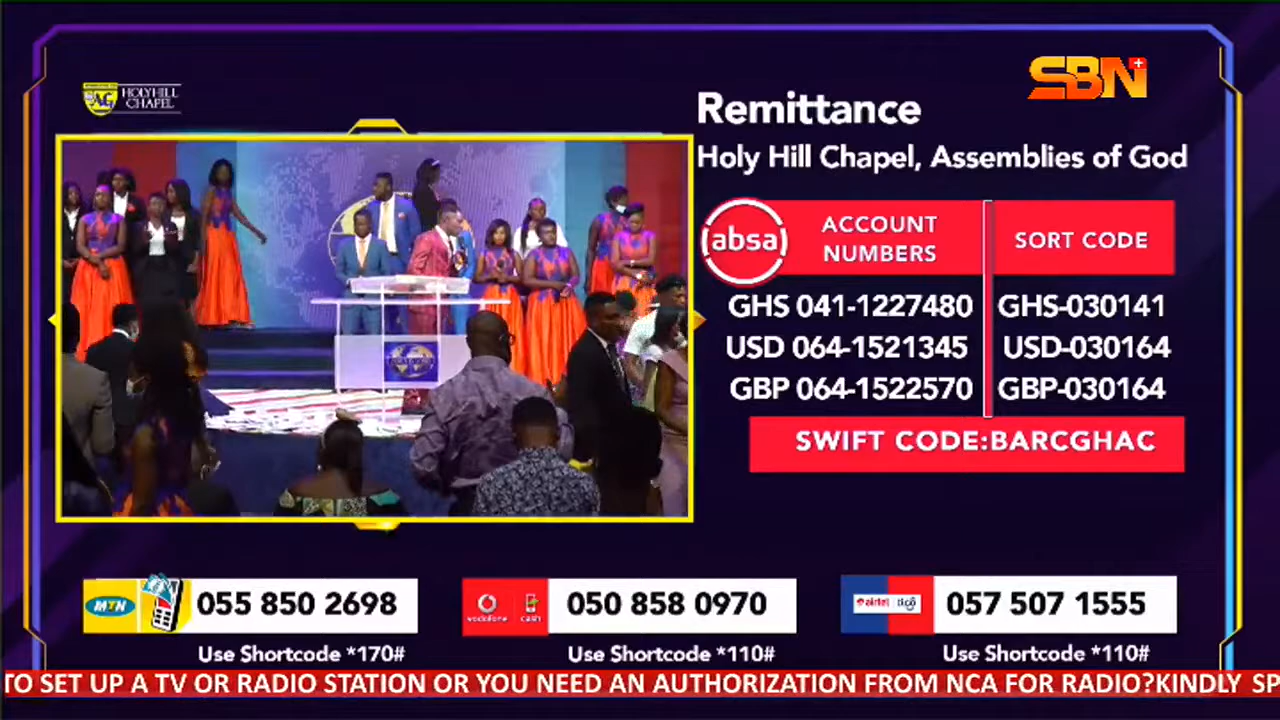 SBN+
AG HOLYHILL
CHAPEL
Remittance
Holy Hill Chapel, Assemblies of God
absa
ACCOUNT
NUMBERS
SORT CODE
GHS 041-1227480 GHS-030141
USD 064-1521345 USD-030164
GBP 064-1522570 GBP-030164
SWIFT CODE:BARCGHAC
MTN 055 850 2698
vodofone cash 050 858 0970
airtel tiGO 057 507 1555
Use Shortcode *170#
Use Shortcode *110#
Use Shortcode *110#
TO SET UP A TV OR RADIO STATION OR YOU NEED AN AUTHORIZATION FROM NCA FOR RADIO?KINDLY SP